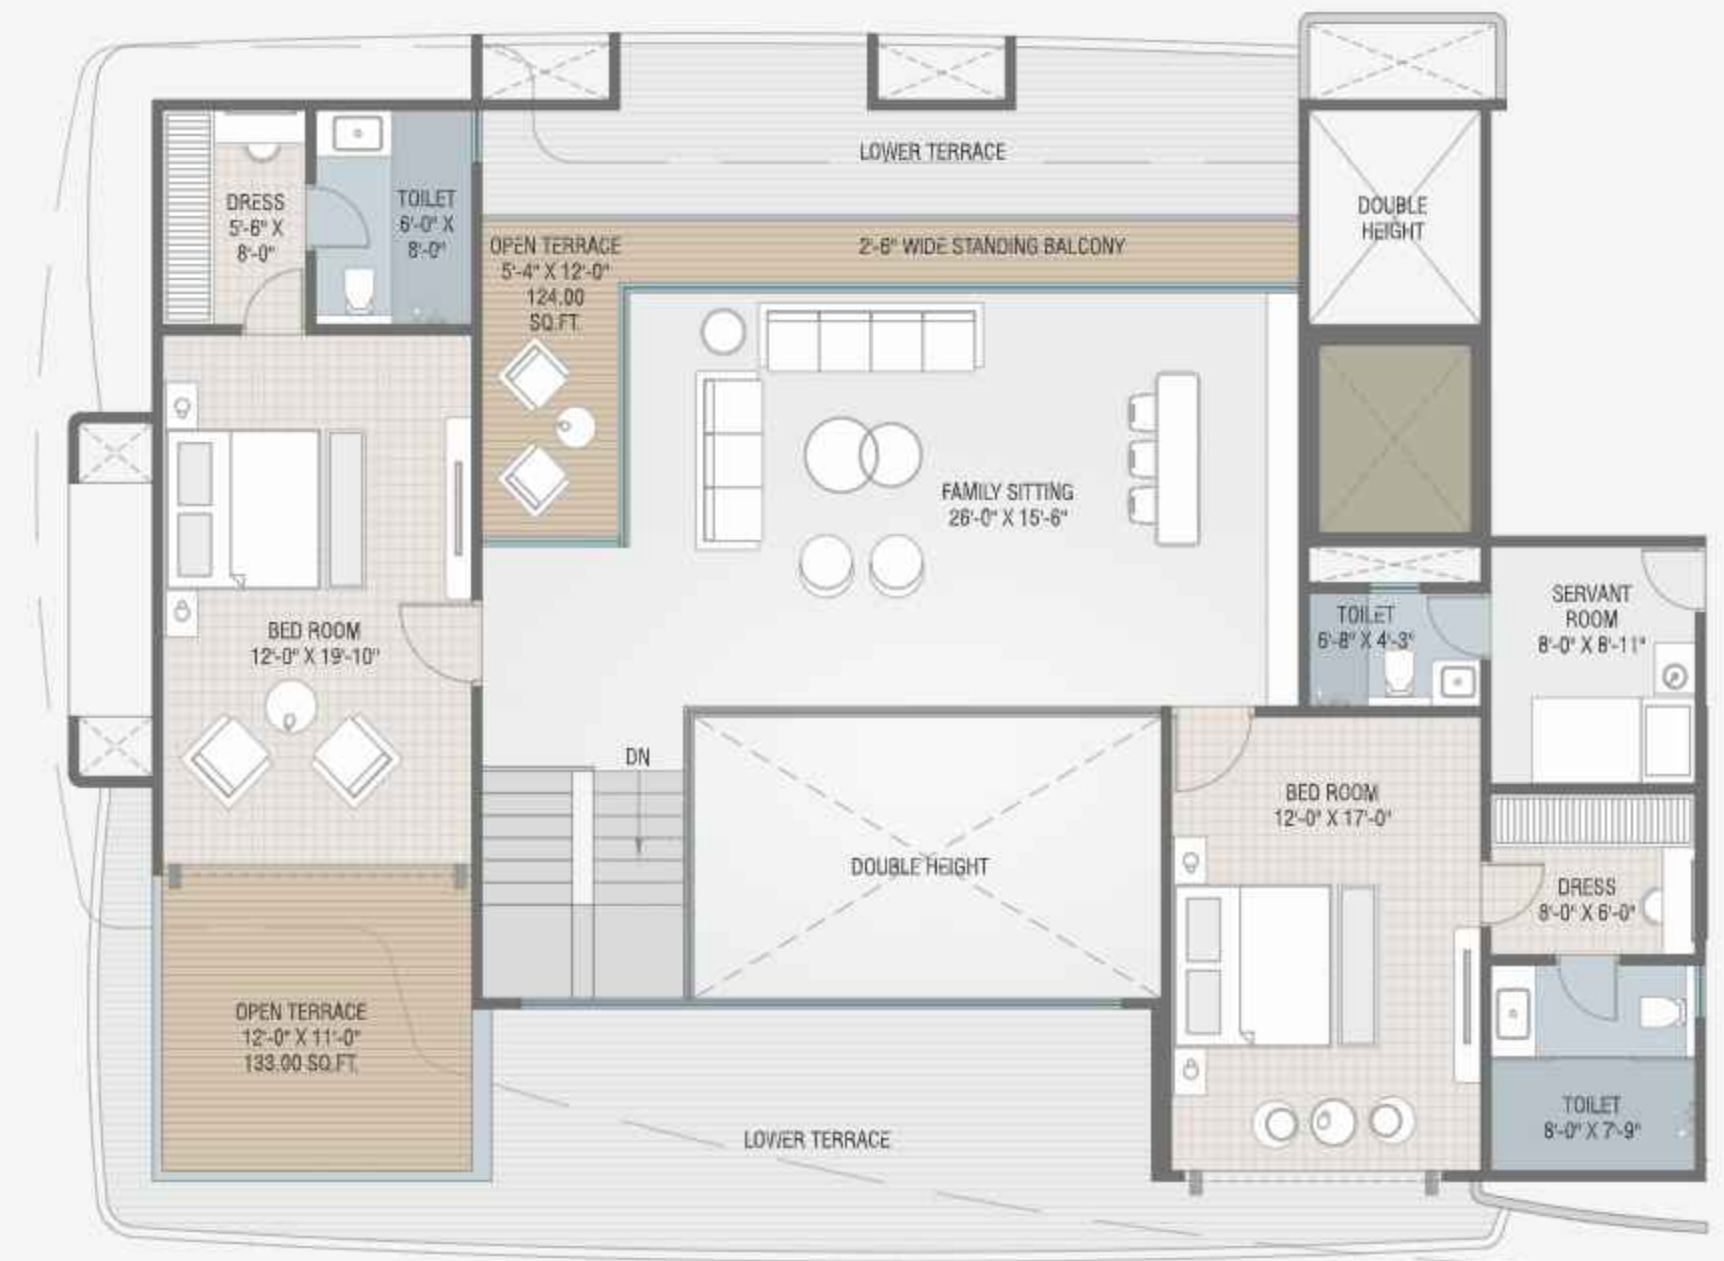 LOWER TERRACE
DOUBLE
HEIGHT
DRESS
5'-6" X
8'-0"
TOILET
6'-0" X
8'-0"
OPEN TERRACE
5'-4" X 12'-0"
124.00
SQ.FT.
2'-6" WIDE STANDING BALCONY
FAMILY SITTING
26'-0" X 15'-6"
BED ROOM
12'-0" X 19'-10"
TOILET
6'-8" X 4'-3"
SERVANT
ROOM
8'-0" X 8'-11"
DN
DOUBLE HEIGHT
BED ROOM
12'-0" X 17'-0"
DRESS
8'-0" X 6'-0"
OPEN TERRACE
12'-0" X 11'-0"
133.00 SQ.FT.
LOWER TERRACE
TOILET
8'-0" X 7'-9"